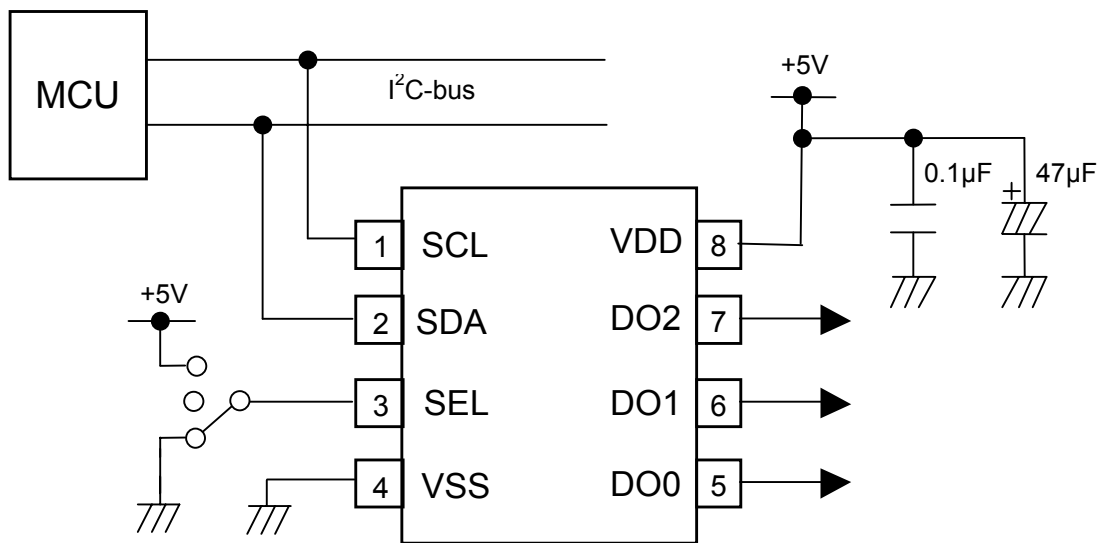 MCU
I²C-bus
+5V
0.1µF
+
47µF
1 SCL
VDD 8
+5V
2 SDA
DO2 7
3 SEL
DO1 6
4 VSS
DO0 5